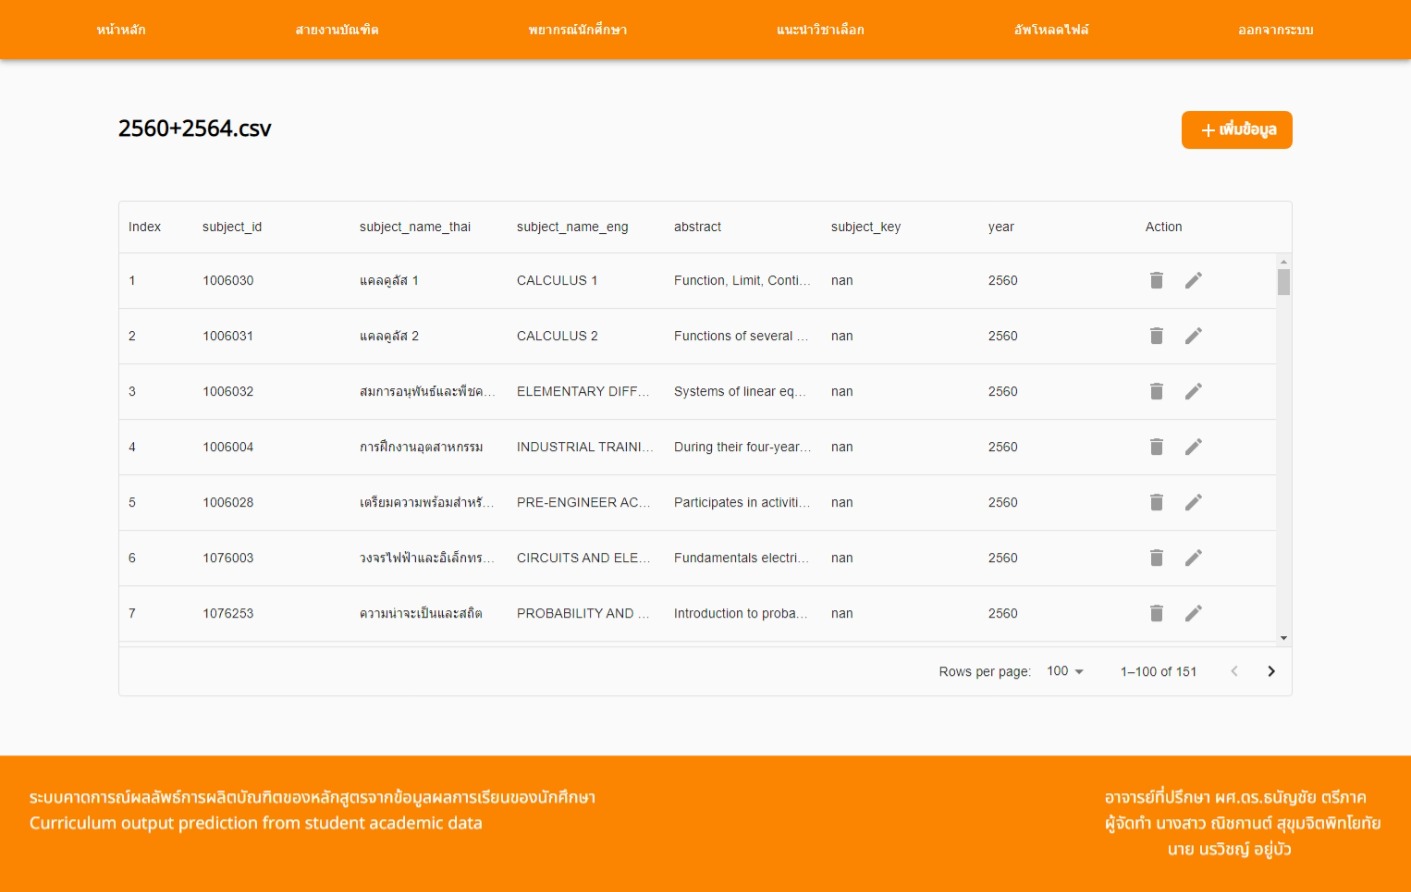 หน้าหลัก สายงานบัณฑิต พยากรณ์นักศึกษา แนะนำวิชาเลือก อัพโหลดไฟล์ ออกจากระบบ
2560+2564.csv
+ เพิ่มข้อมูล
Index subject_id subject_name_thai subject_name_eng abstract subject_key year Action
1 1006030 แคลคูลัส 1 CALCULUS 1 Function, Limit, Conti... nan 2560
2 1006031 แคลคูลัส 2 CALCULUS 2 Functions of several ... nan 2560
3 1006032 สมการอนุพันธ์และพีชค... ELEMENTARY DIFF... Systems of linear eq... nan 2560
4 1006004 การฝึกงานอุตสาหกรรม INDUSTRIAL TRAINI... During their four-year... nan 2560
5 1006028 เตรียมความพร้อมสำหรั... PRE-ENGINEER AC... Participates in activiti... nan 2560
6 1076003 วงจรไฟฟ้าและอิเล็กทร... CIRCUITS AND ELE... Fundamentals electri... nan 2560
7 1076253 ความน่าจะเป็นและสถิติ PROBABILITY AND ... Introduction to proba... nan 2560
Rows per page: 100 1–100 of 151
ระบบคาดการณ์ผลลัพธ์การผลิตบัณฑิตของหลักสูตรจากข้อมูลผลการเรียนของนักศึกษา
Curriculum output prediction from student academic data
อาจารย์ที่ปรึกษา ผศ.ดร.ธนัญชัย ตรีภาค
ผู้จัดทำ นางสาว ณิชกานต์ สุขุมจิตพิทโยทัย
นาย นรวิชญ์ อยู่บัว